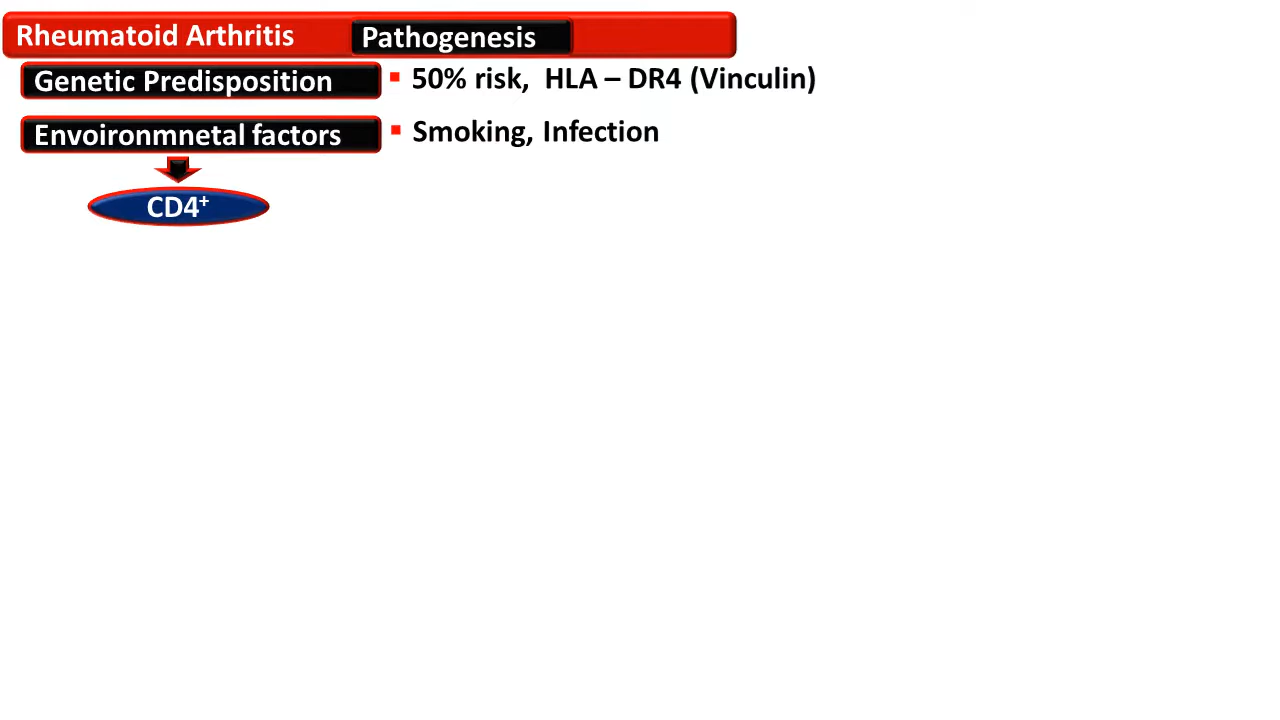 Rheumatoid Arthritis Pathogenesis
Genetic Predisposition ▪ 50% risk, HLA – DR4 (Vinculin)
Envoironmnetal factors ▪ Smoking, Infection
CD4⁺